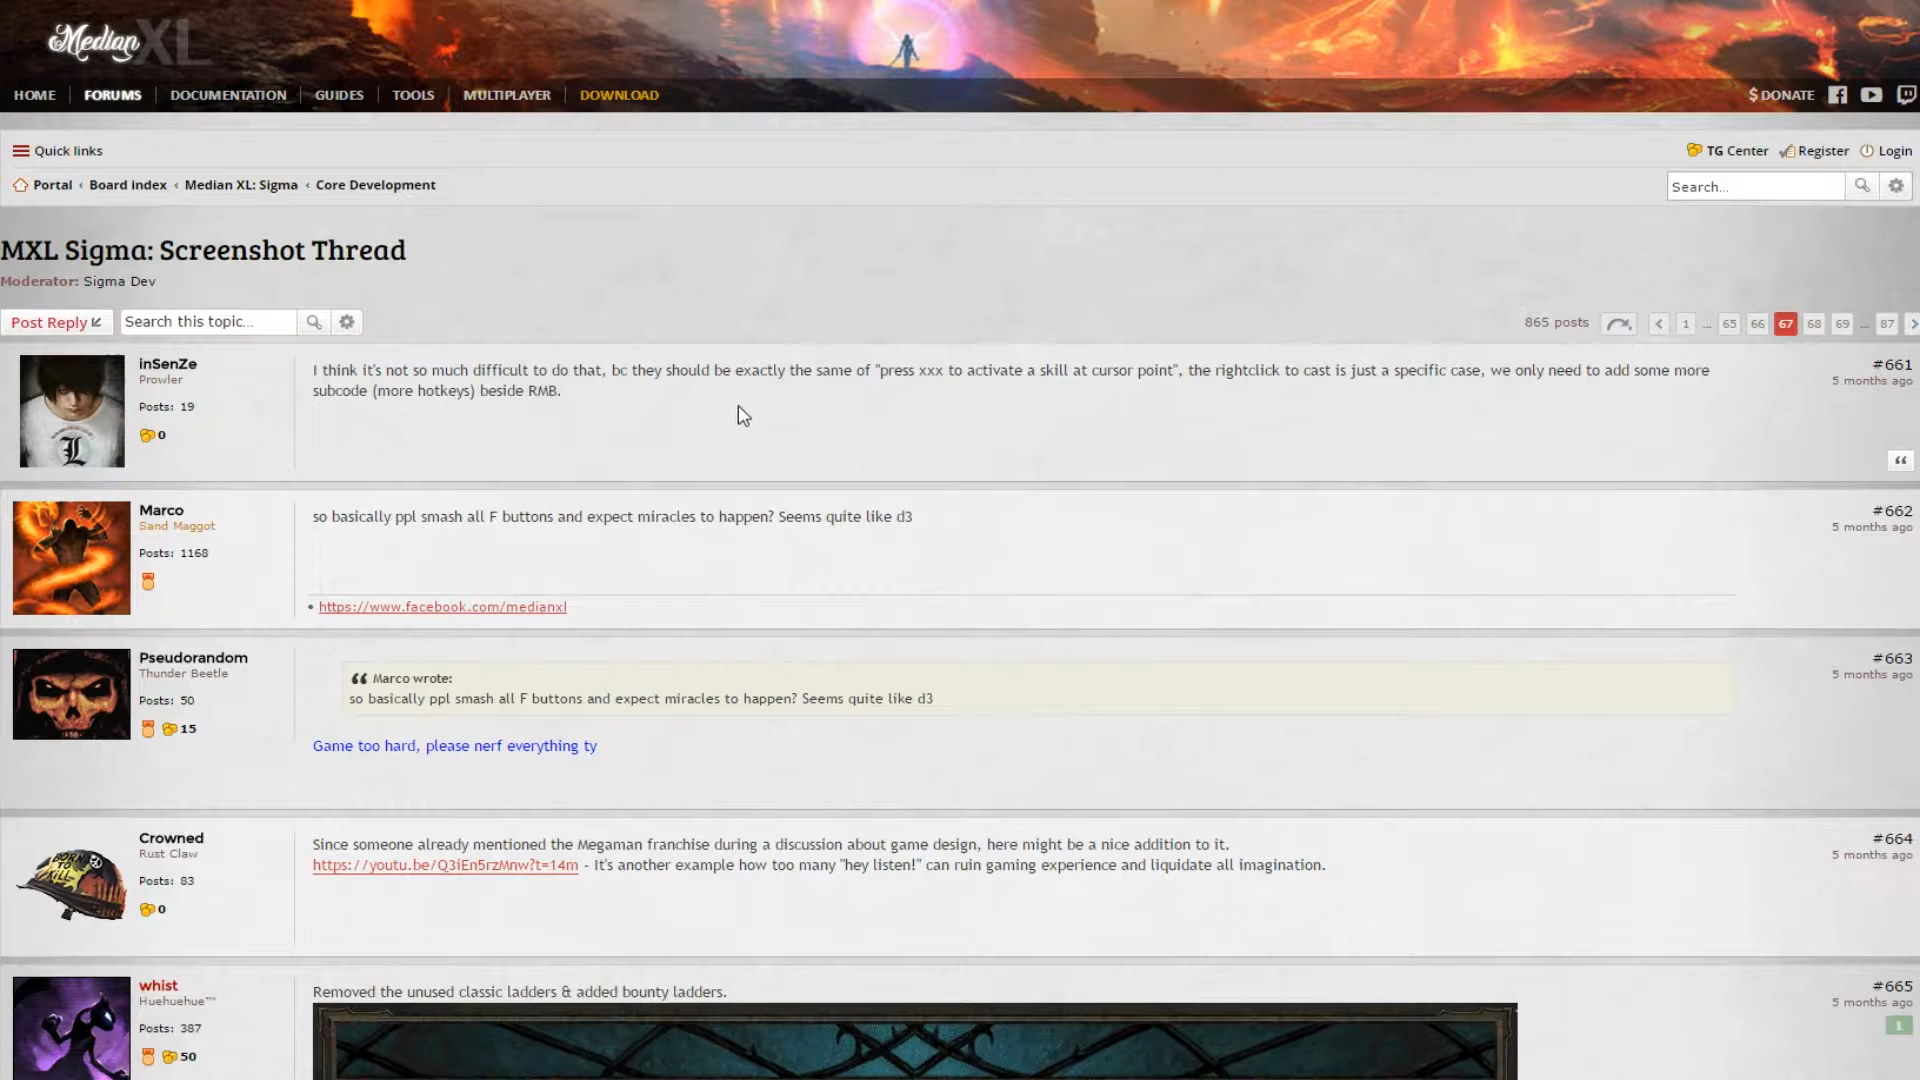 Median XL
HOME FORUMS DOCUMENTATION GUIDES TOOLS MULTIPLAYER DOWNLOAD $ DONATE
Quick links TG Center Register Login
Portal ‹ Board index ‹ Median XL: Sigma ‹ Core Development Search...
MXL Sigma: Screenshot Thread
Moderator: Sigma Dev
Post Reply Search this topic... 865 posts 1 ... 65 66 67 68 69 ... 87
inSenZe
Prowler
Posts: 19
0
I think it's not so much difficult to do that, bc they should be exactly the same of "press xxx to activate a skill at cursor point", the rightclick to cast is just a specific case, we only need to add some more
subcode (more hotkeys) beside RMB.
#661
5 months ago
L
Marco
Sand Maggot
Posts: 1168
so basically ppl smash all F buttons and expect miracles to happen? Seems quite like d3
• https://www.facebook.com/medianxl
#662
5 months ago
Pseudorandom
Thunder Beetle
Posts: 50
15
Marco wrote:
so basically ppl smash all F buttons and expect miracles to happen? Seems quite like d3
Game too hard, please nerf everything ty
#663
5 months ago
Crowned
Rust Claw
Posts: 83
0
BORN
TO
KILL
Since someone already mentioned the Megaman franchise during a discussion about game design, here might be a nice addition to it.
https://youtu.be/Q3iEn5rzMnw?t=14m - It's another example how too many "hey listen!" can ruin gaming experience and liquidate all imagination.
#664
5 months ago
whist
Huehuehue™
Posts: 387
50
Removed the unused classic ladders & added bounty ladders.
#665
5 months ago
1